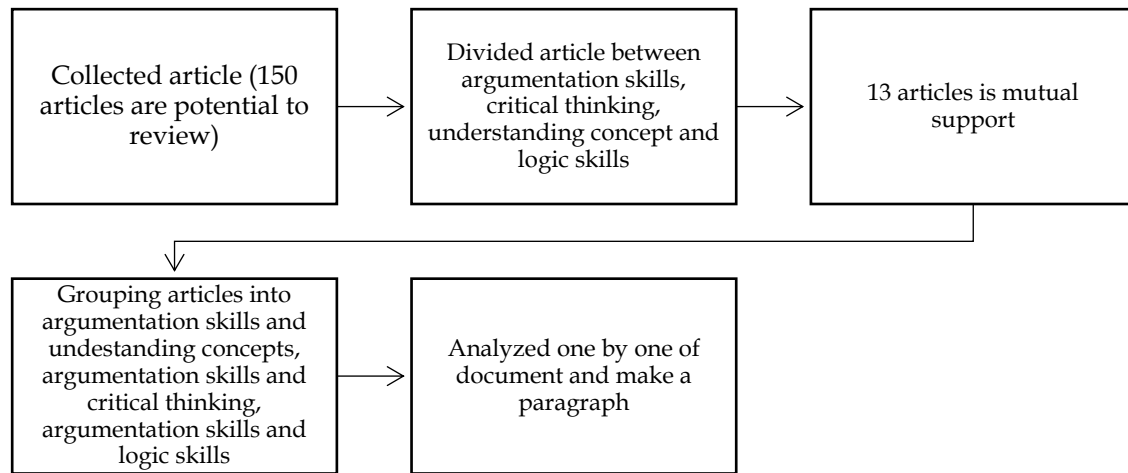 Collected article (150
articles are potential to
review)
Divided article between
argumentation skills,
critical thinking,
understanding concept and
logic skills
13 articles is mutual
support
Grouping articles into
argumentation skills and
undestanding concepts,
argumentation skills and
critical thinking,
argumentation skills and
logic skills
Analyzed one by one of
document and make a
paragraph